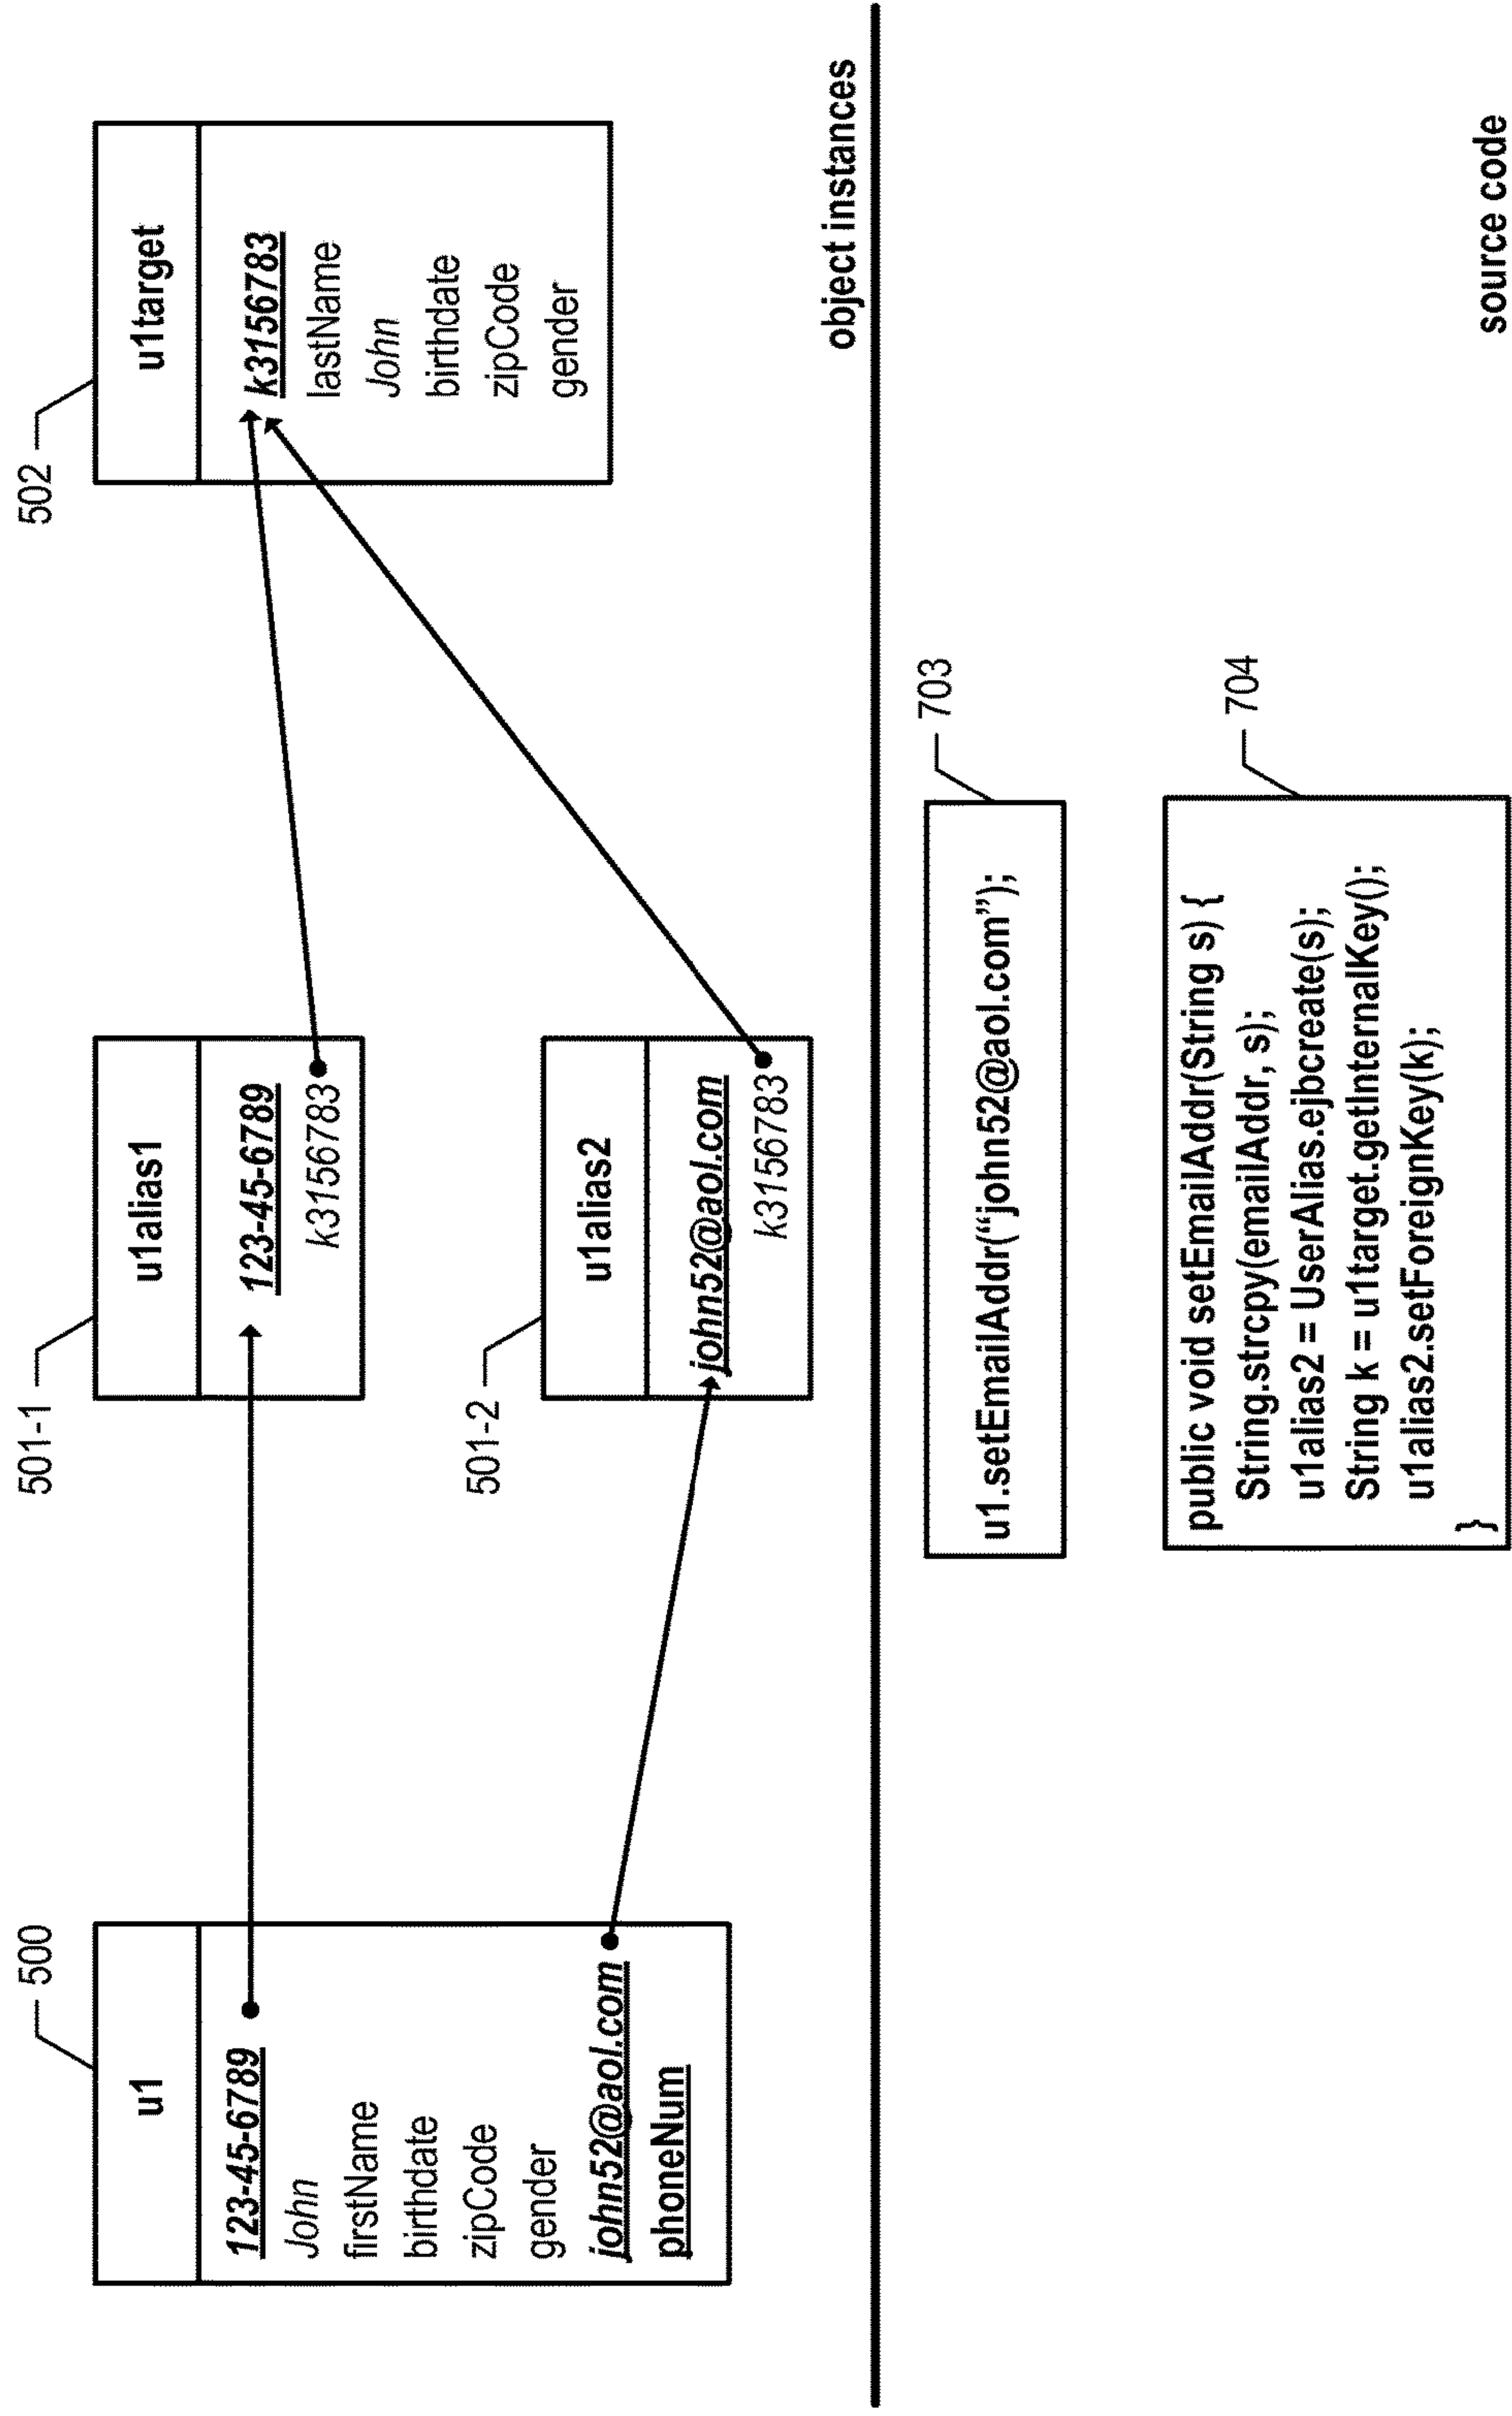 500
u1
123-45-6789
John
firstName
birthdate
zipCode
gender
john52@aol.com
phoneNum
501-1
u1alias1
123-45-6789
k3156783
501-2
u1alias2
john52@aol.com
k3156783
502
u1target
k3156783
lastName
John
birthdate
zipCode
gender
object instances
703
u1.setEmailAddr(“john52@aol.com”);
704
public void setEmailAddr(String s) {
String.strcpy(emailAddr, s);
u1alias2 = UserAlias.ejbcreate(s);
String k = u1target.getInternalKey();
u1alias2.setForeignKey(k);
}
source code